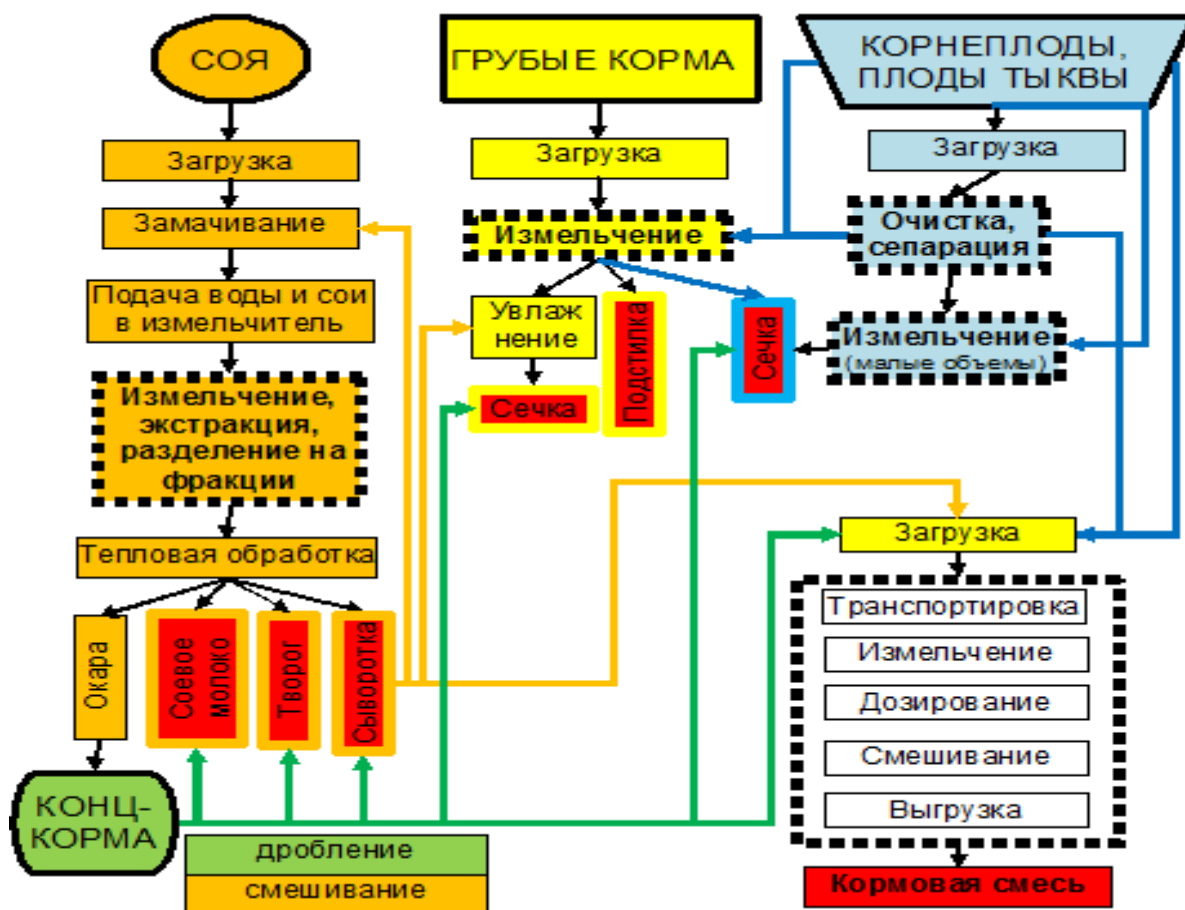 СОЯ
Загрузка
Замачивание
Подача воды и сои
в измельчитель
Измельчение,
экстракция,
разделение на
фракции
Тепловая обработка
Окара
Соевое
молоко
Творог
Сыворотка
КОНЦ-
КОРМА
дробление
смешивание
ГРУБЫЕ КОРМА
Загрузка
Измельчение
Увлаж
нение
Сечка
Подстилка
Сечка
КОРНЕПЛОДЫ,
ПЛОДЫ ТЫКВЫ
Загрузка
Очистка,
сепарация
Измельчение
(малые объемы)
Загрузка
Транспортировка
Измельчение
Дозирование
Смешивание
Выгрузка
Кормовая смесь